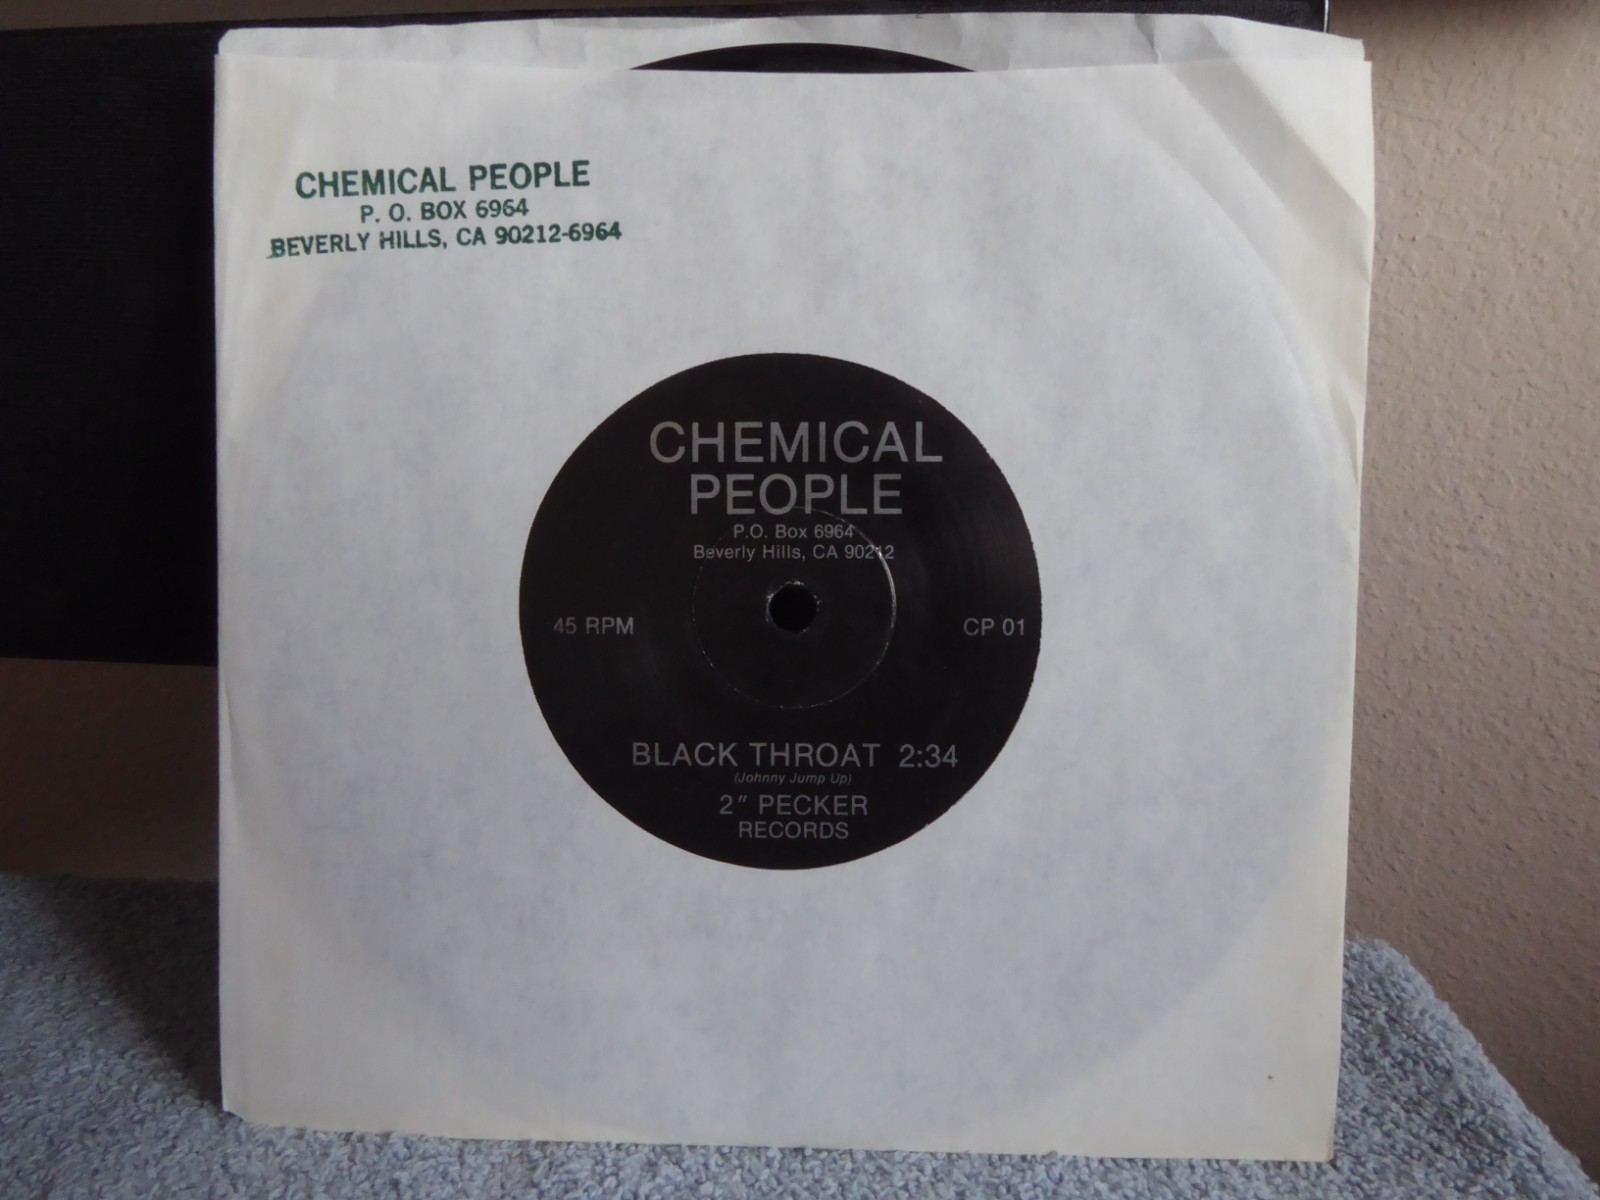 CHEMICAL PEOPLE
P. O. BOX 6964
BEVERLY HILLS, CA 90212-6964
CHEMICAL
PEOPLE
P.O. Box 6964
Beverly Hills, CA 90212
45 RPM
CP 01
BLACK THROAT 2:34
(Johnny Jump Up)
2" PECKER
RECORDS